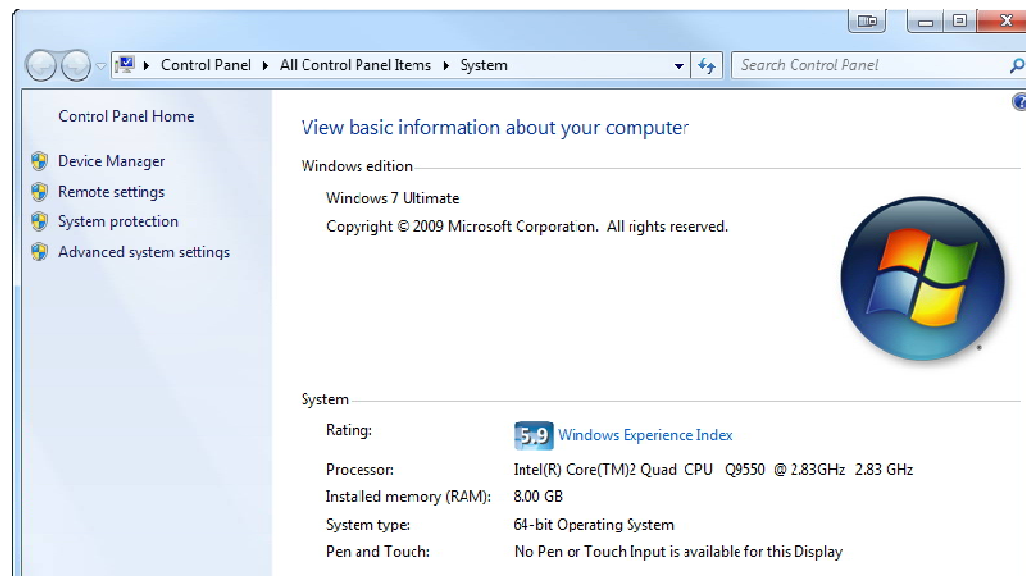 Control Panel ▸ All Control Panel Items ▸ System
Search Control Panel
Control Panel Home
Device Manager
Remote settings
System protection
Advanced system settings
View basic information about your computer
Windows edition
Windows 7 Ultimate
Copyright © 2009 Microsoft Corporation. All rights reserved.
System
Rating: 5.9 Windows Experience Index
Processor: Intel(R) Core(TM)2 Quad CPU Q9550 @ 2.83GHz 2.83 GHz
Installed memory (RAM): 8.00 GB
System type: 64-bit Operating System
Pen and Touch: No Pen or Touch Input is available for this Display